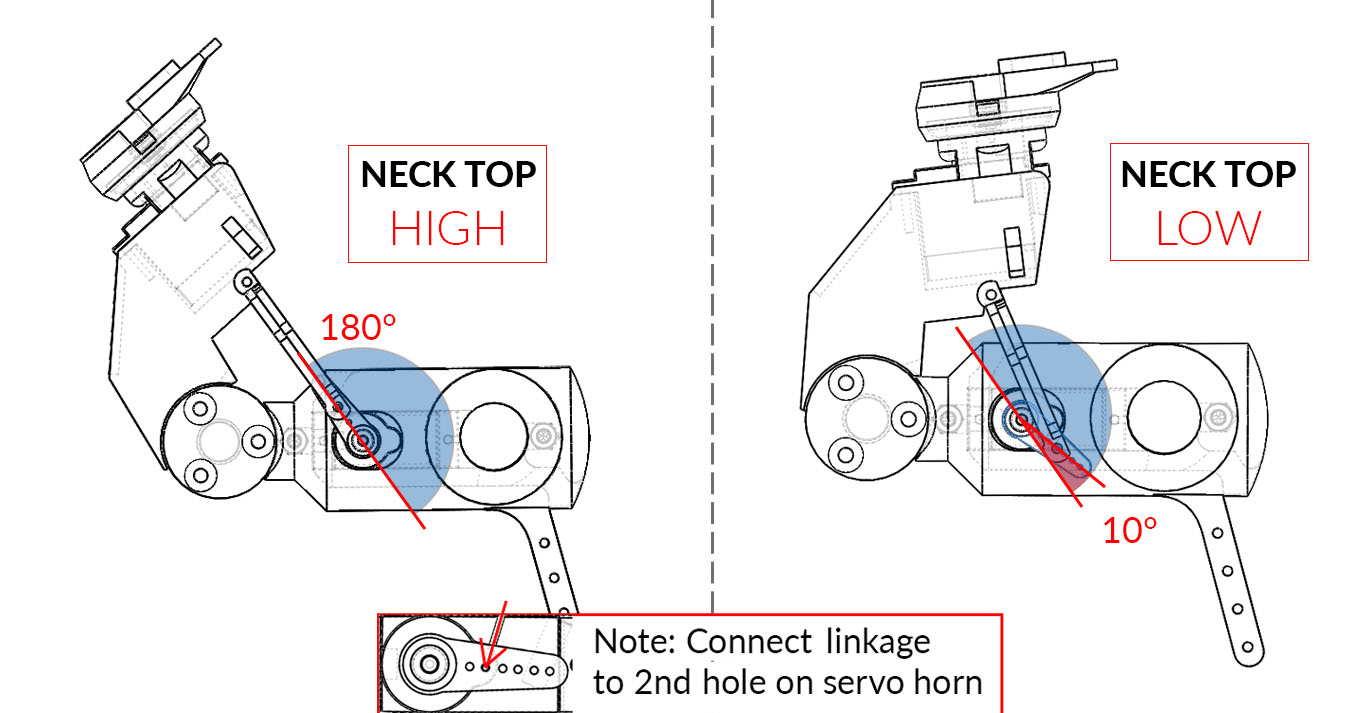 NECK TOP
HIGH
180°
NECK TOP
LOW
10°
Note: Connect linkage
to 2nd hole on servo horn